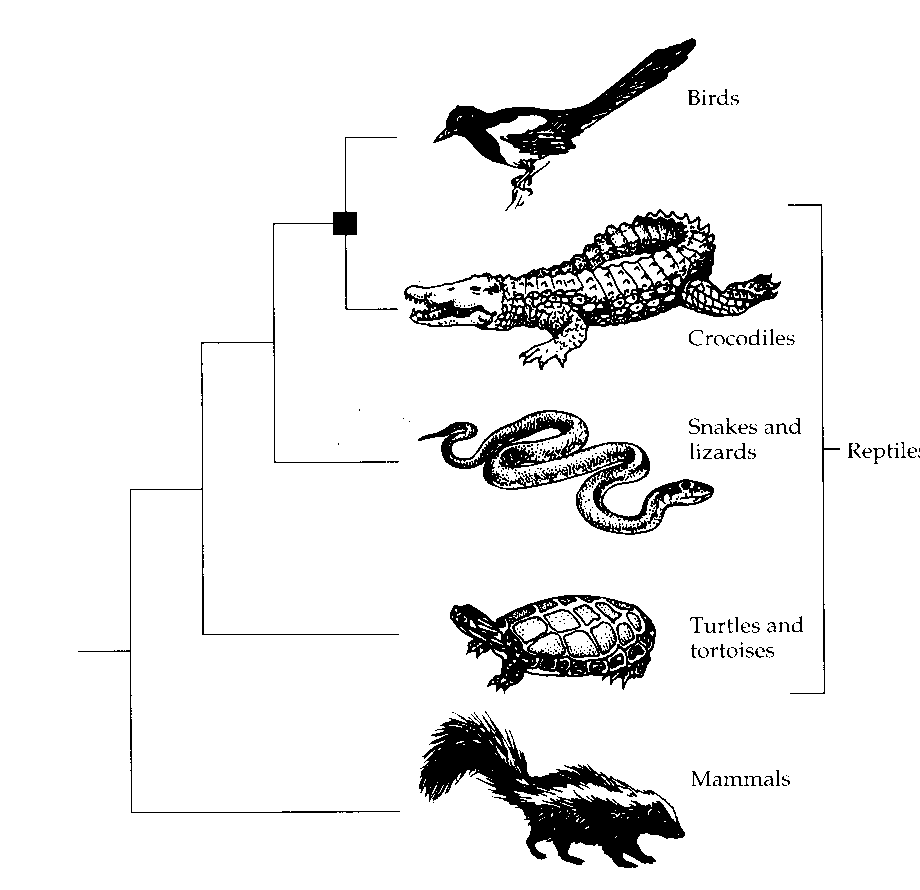 Birds
Crocodiles
Snakes and
lizards
Reptiles
Turtles and
tortoises
Mammals